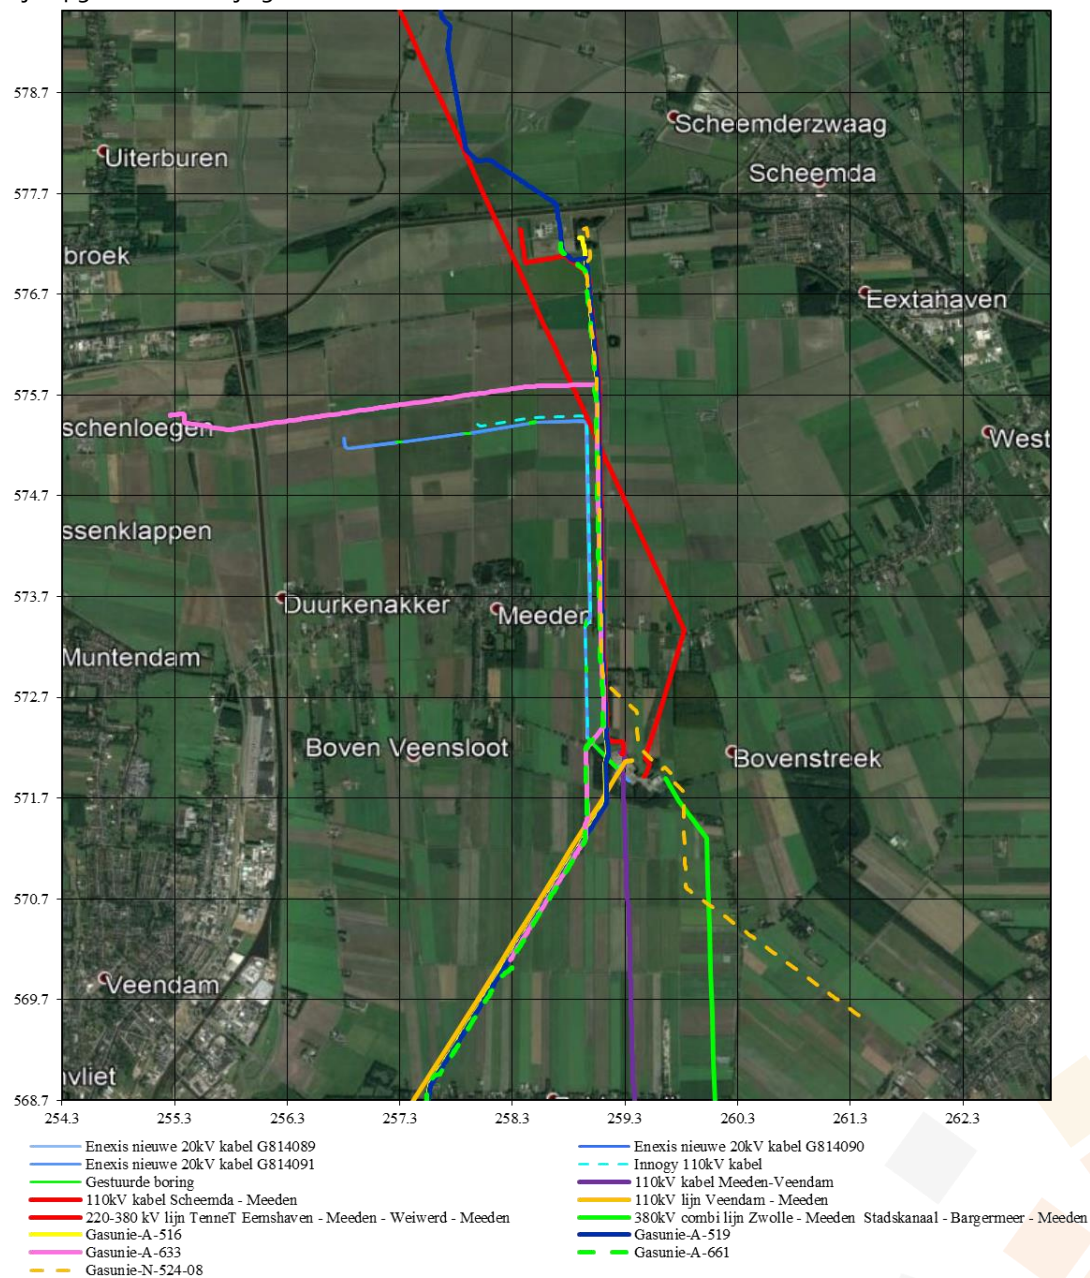 578.7
Scheemderzwaag
Uiterburen
Scheemda
577.7
broek
576.7
Eextahaven
575.7
schenloegen
West
574.7
ssenklappen
573.7
Duurkenakker
Meeden
Muntendam
572.7
Boven Veensloot
Bovenstreek
571.7
570.7
Veendam
569.7
vliet
568.7
254.3 255.3 256.3 257.3 258.3 259.3 260.3 261.3 262.3
Enexis nieuwe 20kV kabel G814089
Enexis nieuwe 20kV kabel G814090
Enexis nieuwe 20kV kabel G814091
Innogy 110kV kabel
Gestuurde boring
110kV kabel Meeden-Veendam
110kV kabel Scheemda - Meeden
110kV lijn Veendam - Meeden
220-380 kV lijn TenneT Eemshaven - Meeden - Weiwerd - Meeden
380kV combi lijn Zwolle - Meeden Stadskanaal - Bargermeer - Meeden
Gasunie-A-516
Gasunie-A-519
Gasunie-A-633
Gasunie-A-661
Gasunie-N-524-08